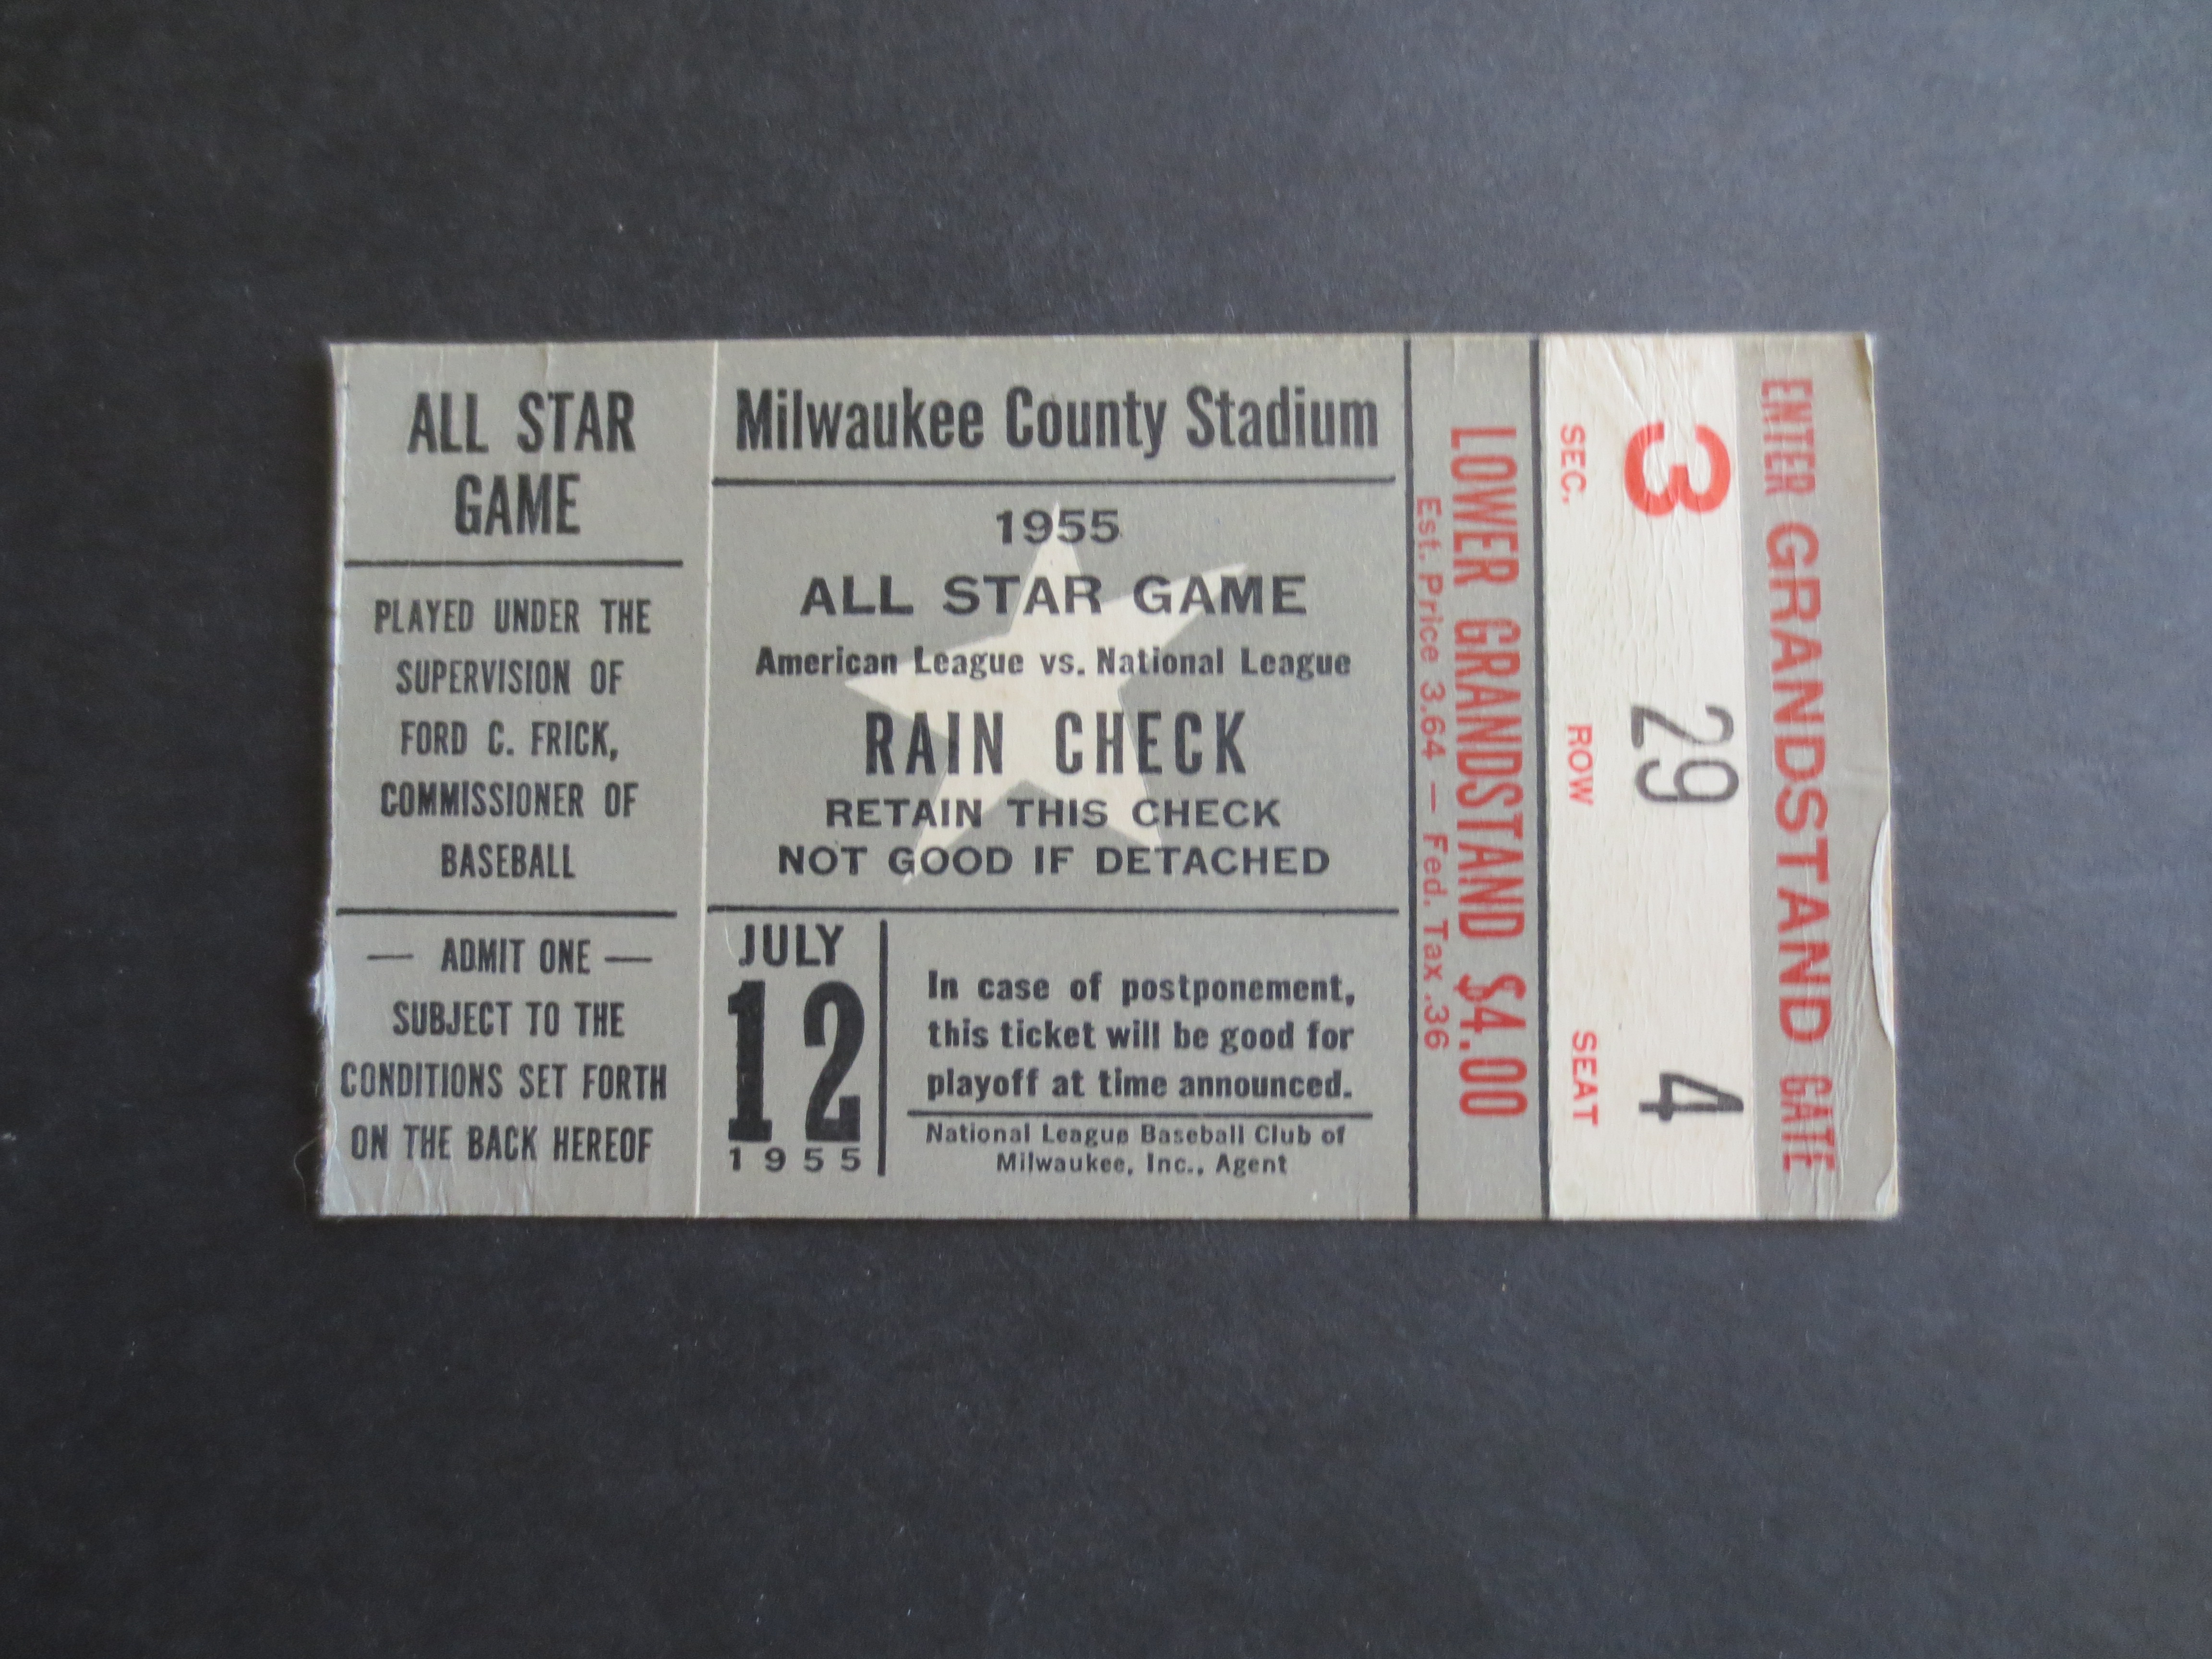 ALL STAR
GAME
PLAYED UNDER THE
SUPERVISION OF
FORD C. FRICK,
COMMISSIONER OF
BASEBALL
— ADMIT ONE —
SUBJECT TO THE
CONDITIONS SET FORTH
ON THE BACK HEREOF
Milwaukee County Stadium
1955
ALL STAR GAME
American League vs. National League
RAIN CHECK
RETAIN THIS CHECK
NOT GOOD IF DETACHED
JULY
12
1955
In case of postponement,
this ticket will be good for
playoff at time announced.
National League Baseball Club of
Milwaukee, Inc., Agent
LOWER GRANDSTAND $4.00
Est. Price 3.64 — Fed. Tax .36
ENTER GRANDSTAND GATE
3 29 4
SEC. ROW SEAT